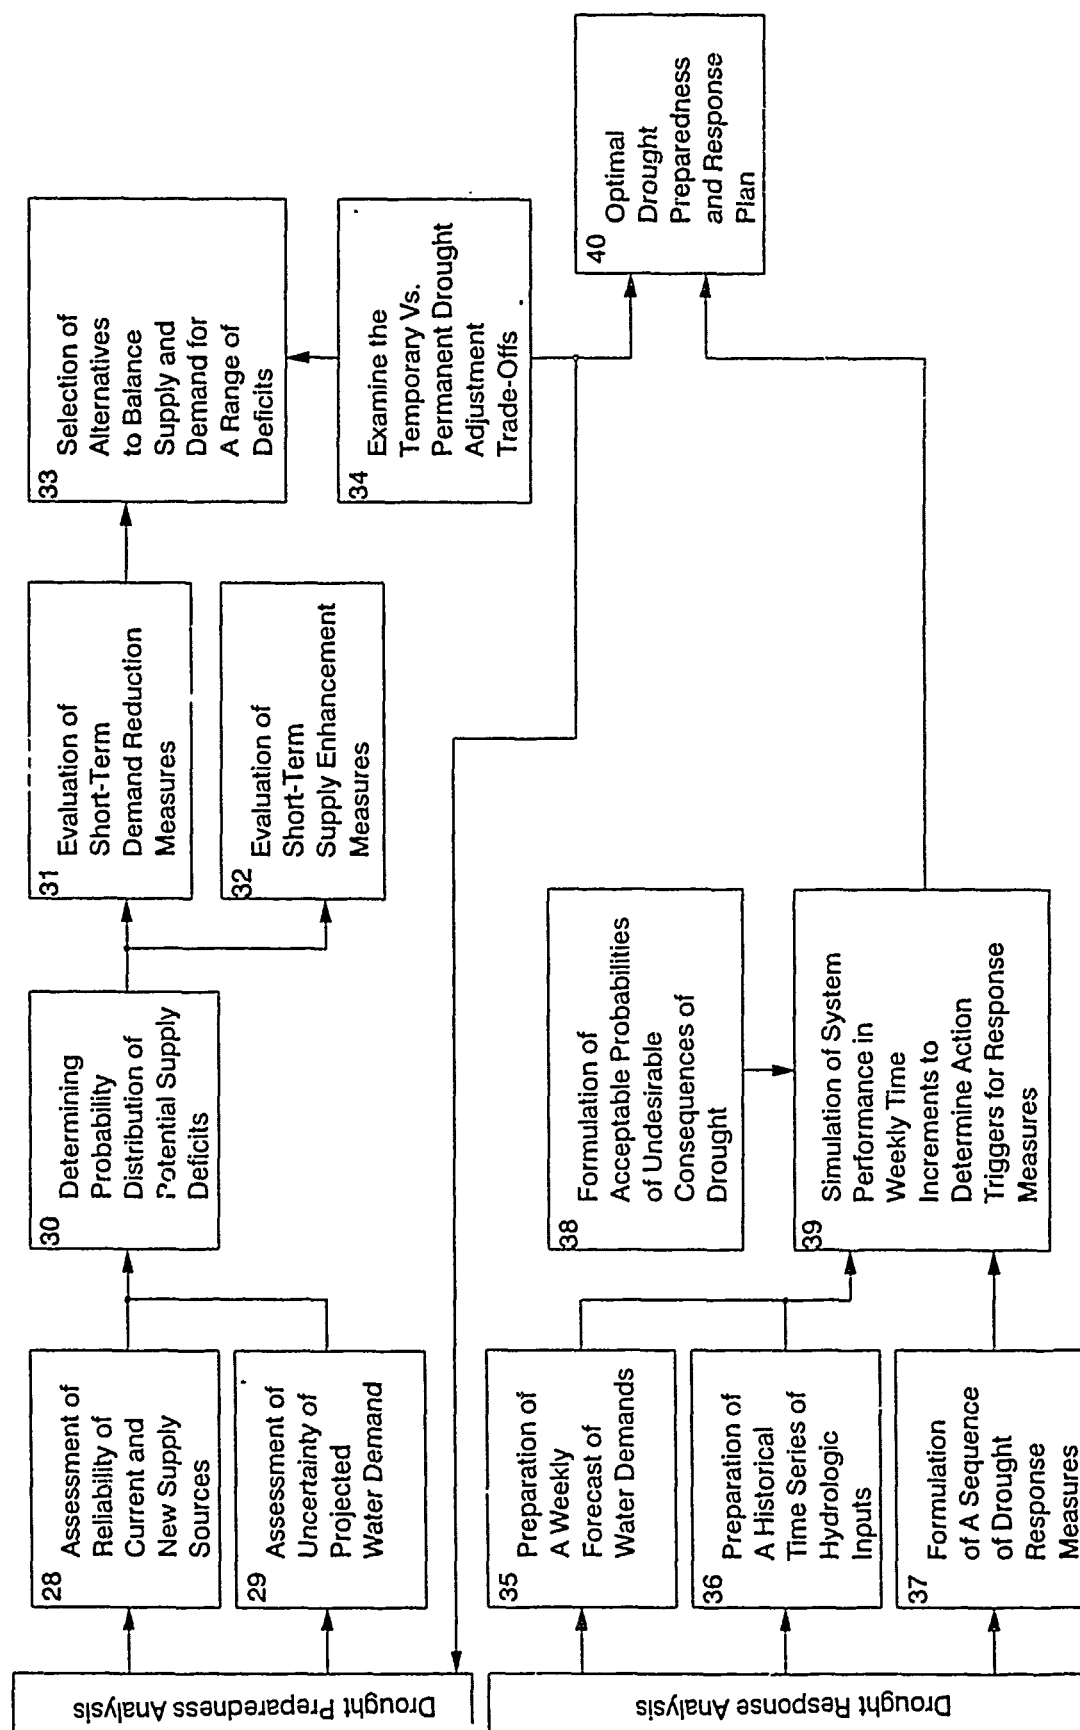 Drought Preparedness Analysis
28
Assessment of
Reliability of
Current and
New Supply
Sources
29
Assessment of
Uncertainty of
Projected
Water Demand
30
Determining
Probability
Distribution of
Potential Supply
Deficits
31
Evaluation of
Short-Term
Demand Reduction
Measures
32
Evaluation of
Short-Term
Supply Enhancement
Measures
33
Selection of
Alternatives
to Balance
Supply and
Demand for
A Range of
Deficits
34
Examine the
Temporary Vs.
Permanent Drought
Adjustment
Trade-Offs
Drought Response Analysis
35
Preparation of
A Weekly
Forecast of
Water Demands
36
Preparation of
A Historical
Time Series of
Hydrologic
Inputs
37
Formulation
of A Sequence
of Drought
Response
Measures
38
Formulation of
Acceptable Probabilities
of Undesirable
Consequences of
Drought
39
Simulation of System
Performance in
Weekly Time
Increments to
Determine Action
Triggers for Response
Measures
40
Optimal
Drought
Preparedness
and Response
Plan